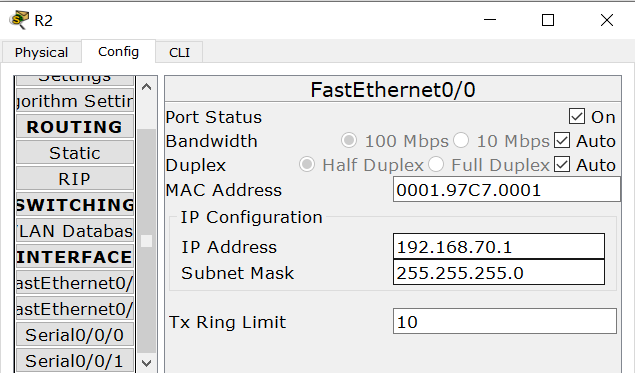 R2
Physical Config CLI
Settings
gorithm Settin
ROUTING
Static
RIP
SWITCHING
VLAN Databas
INTERFACE
astEthernet0/
astEthernet0/
Serial0/0/0
Serial0/0/1
FastEthernet0/0
Port Status On
Bandwidth 100 Mbps 10 Mbps Auto
Duplex Half Duplex Full Duplex Auto
MAC Address 0001.97C7.0001
IP Configuration
IP Address 192.168.70.1
Subnet Mask 255.255.255.0
Tx Ring Limit 10